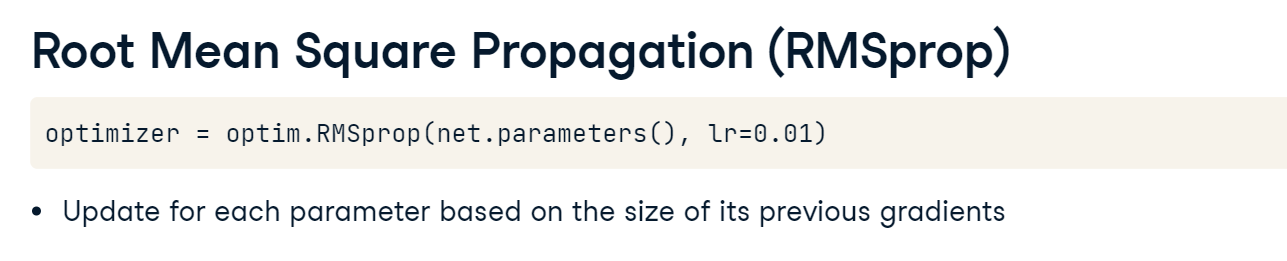 Root Mean Square Propagation (RMSprop)
optimizer = optim.RMSprop(net.parameters(), lr=0.01)
• Update for each parameter based on the size of its previous gradients